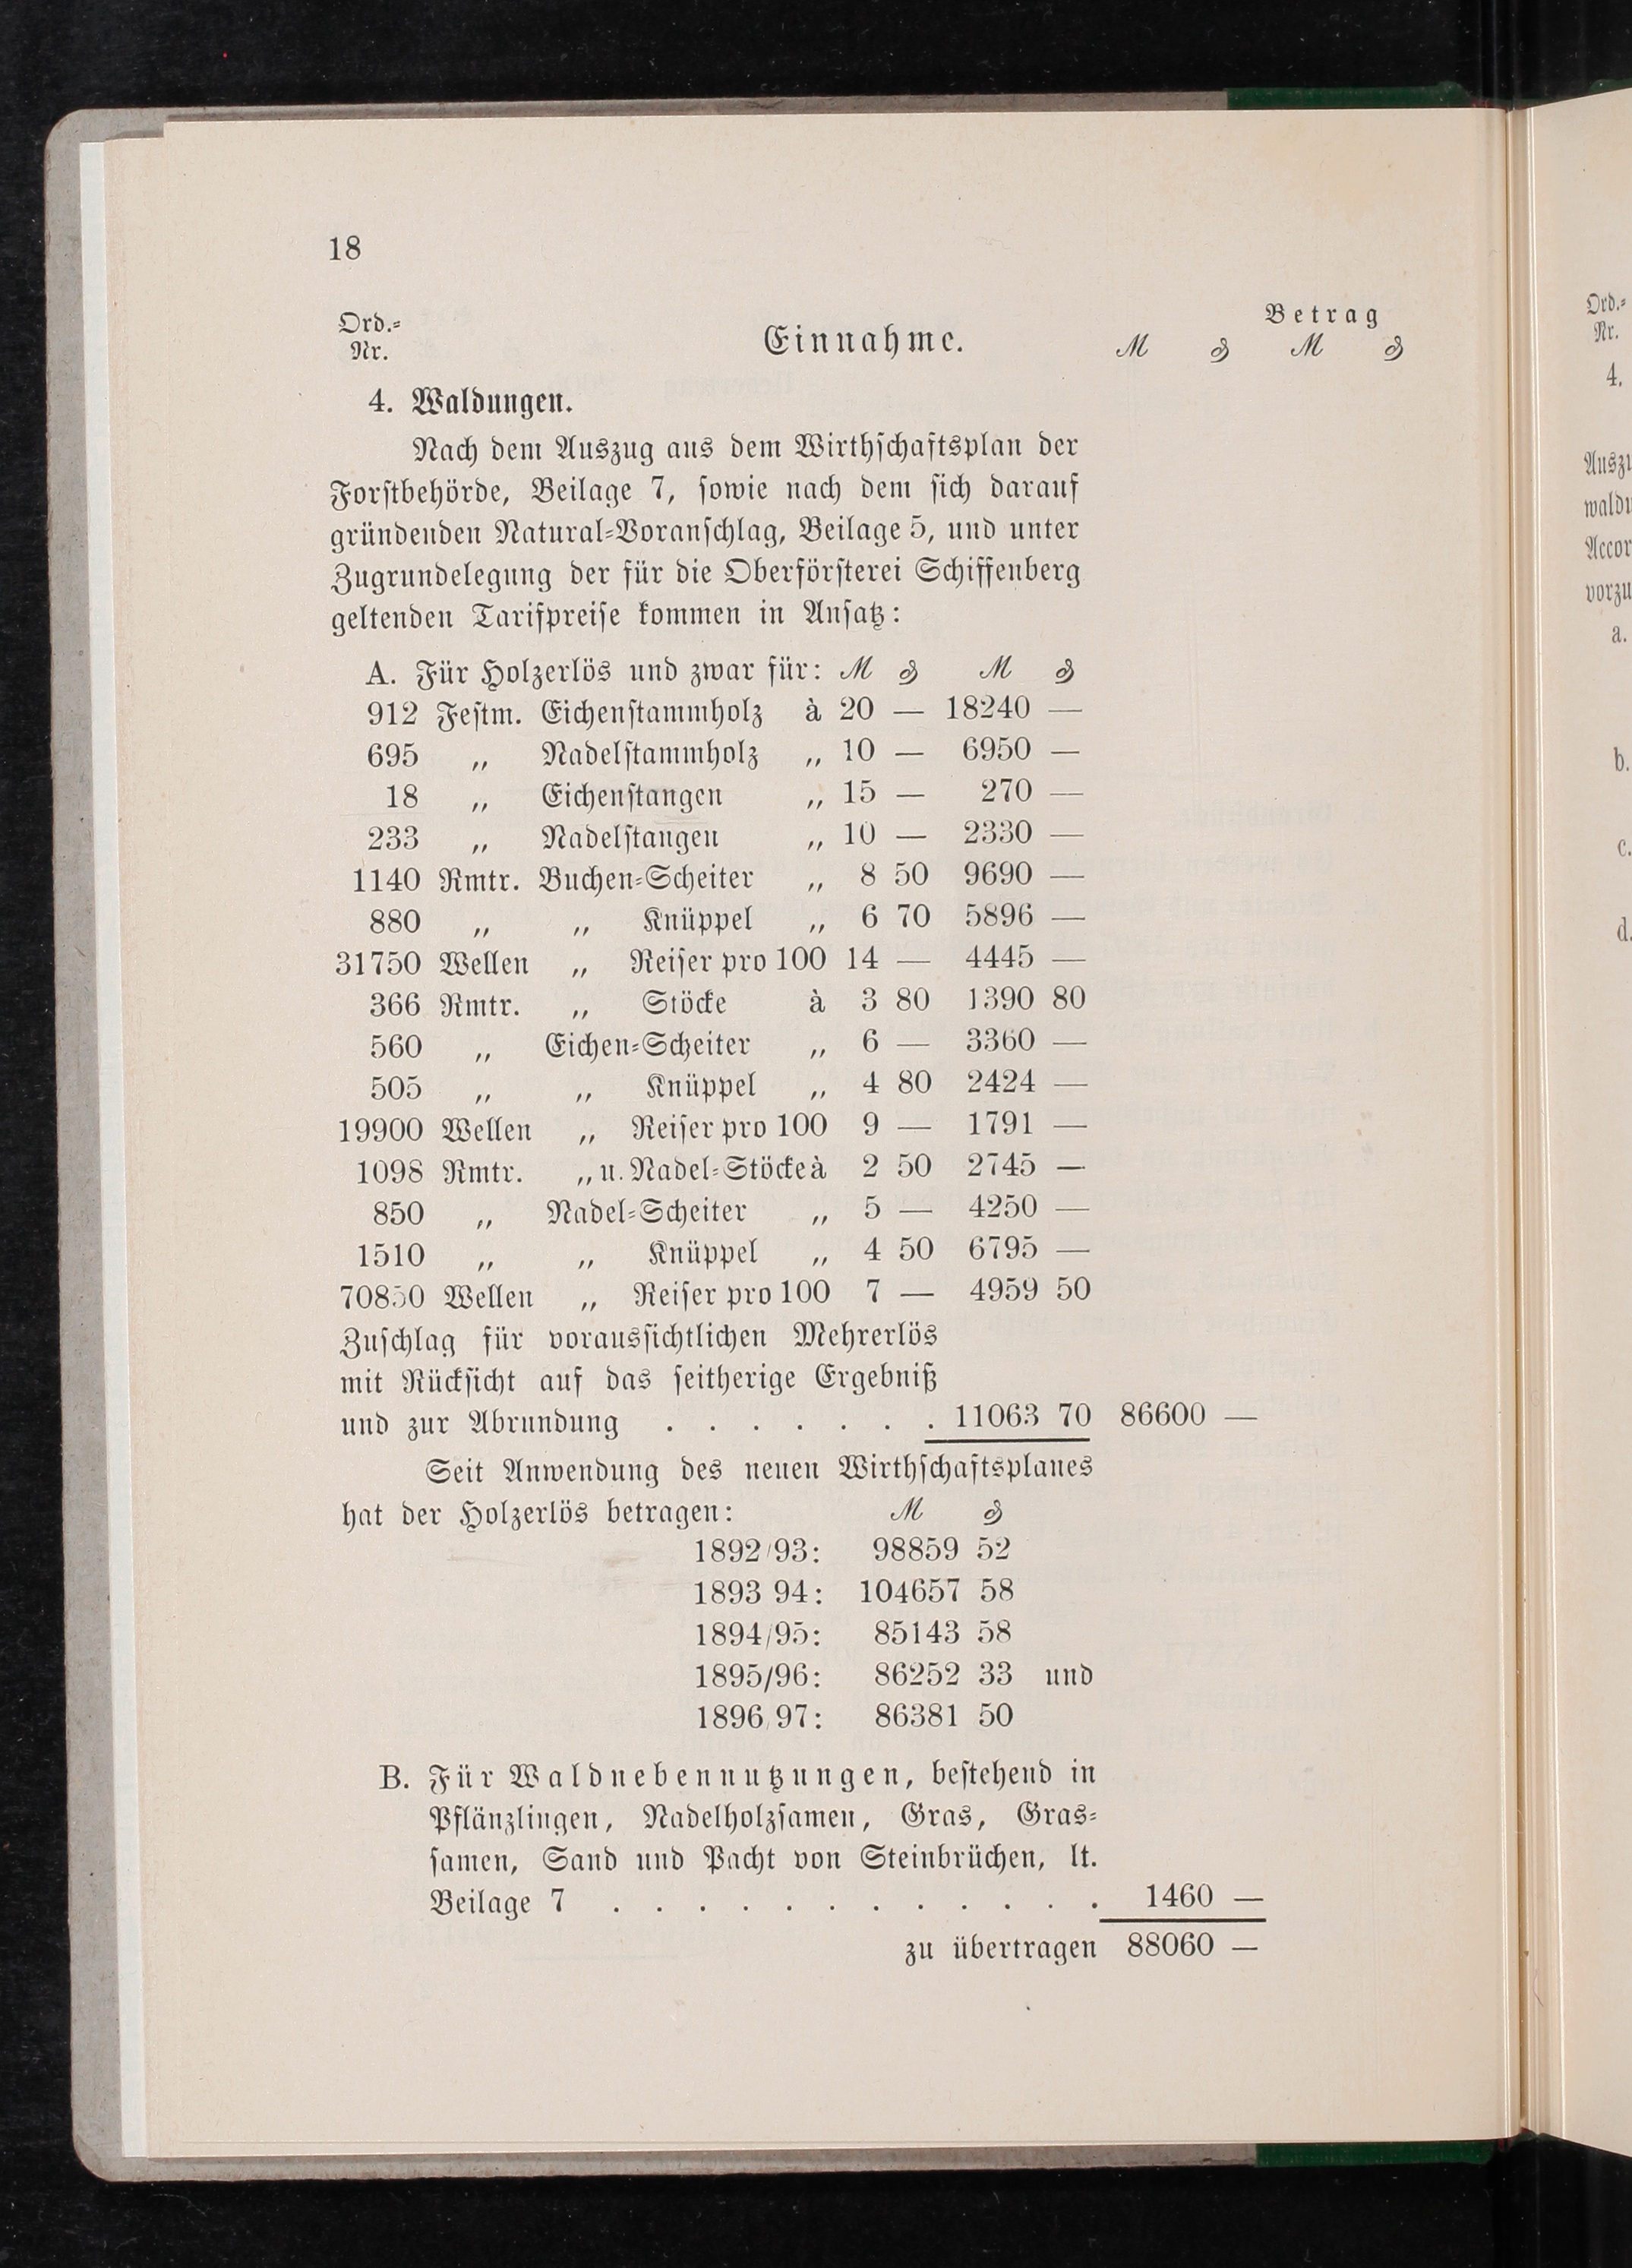 18
Ord.-
Nr.
Einnahme.
Betrag
ℳ ₰ ℳ ₰
4. Waldungen.
Nach dem Auszug aus dem Wirthschaftsplan der
Forstbehörde, Beilage 7, sowie nach dem sich darauf
gründenden Natural-Voranschlag, Beilage 5, und unter
Zugrundelegung der für die Oberförsterei Schiffenberg
geltenden Tarifpreise kommen in Ansatz:
A. Für Holzerlös und zwar für: ℳ ₰ ℳ ₰
912 Festm. Eichenstammholz à 20 — 18240 —
695 „ Nadelstammholz „ 10 — 6950 —
18 „ Eichenstangen „ 15 — 270 —
233 „ Nadelstangen „ 10 — 2330 —
1140 Rmtr. Buchen-Scheiter „ 8 50 9690 —
880 „ „ Knüppel „ 6 70 5896 —
31750 Wellen „ Reiser pro 100 14 — 4445 —
366 Rmtr. „ Stöcke à 3 80 1390 80
560 „ Eichen-Scheiter „ 6 — 3360 —
505 „ „ Knüppel „ 4 80 2424 —
19900 Wellen „ Reiser pro 100 9 — 1791 —
1098 Rmtr. „ u. Nadel-Stöcke à 2 50 2745 —
850 „ Nadel-Scheiter „ 5 — 4250 —
1510 „ „ Knüppel „ 4 50 6795 —
70850 Wellen „ Reiser pro 100 7 — 4959 50
Zuschlag für voraussichtlichen Mehrerlös
mit Rücksicht auf das seitherige Ergebniß
und zur Abrundung . . . . . . . 11063 70 86600 —
Seit Anwendung des neuen Wirthschaftsplanes
hat der Holzerlös betragen: ℳ ₰
1892/93: 98859 52
1893 94: 104657 58
1894/95: 85143 58
1895/96: 86252 33 und
1896/97: 86381 50
B. Für Waldnebennutzungen, bestehend in
Pflänzlingen, Nadelholzsamen, Gras, Gras-
samen, Sand und Pacht von Steinbrüchen, lt.
Beilage 7 . . . . . . . . . . . . 1460 —
zu übertragen 88060 —
Ord.-
Nr.
4.
a.
b.
c.
d.